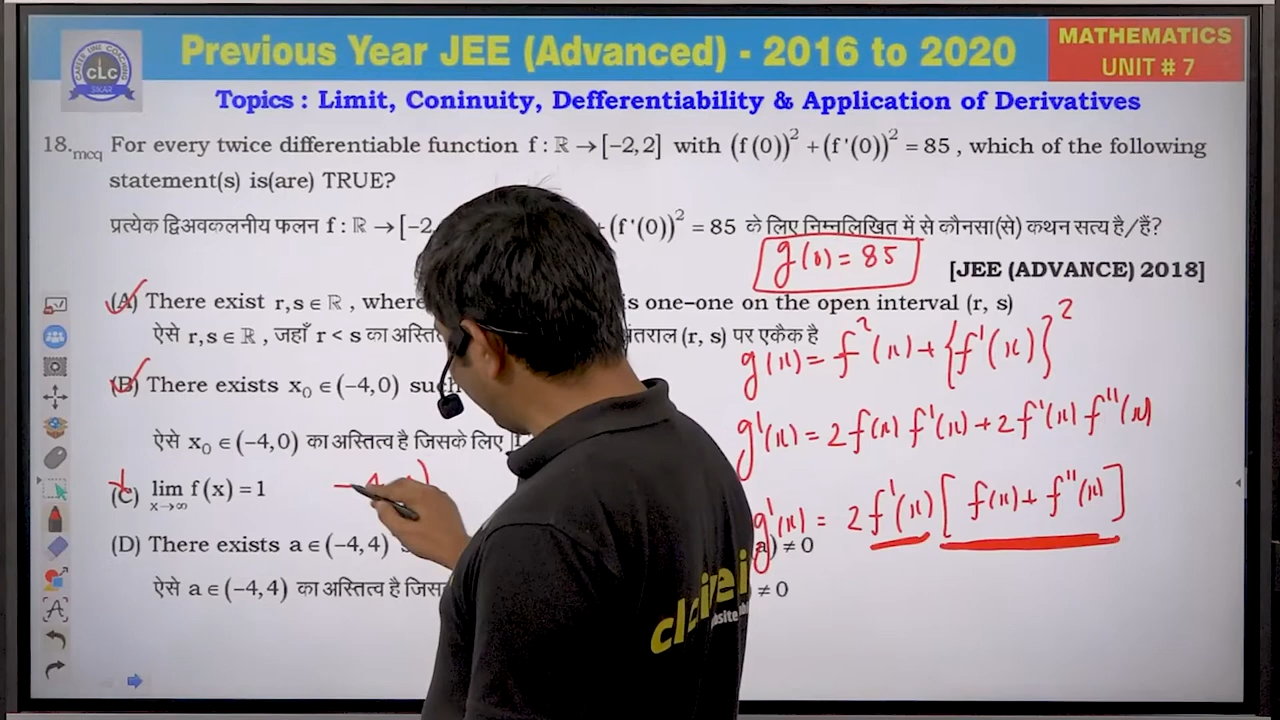 Previous Year JEE (Advanced) - 2016 to 2020
MATHEMATICS
UNIT # 7
CLC
SIKAR
Topics : Limit, Coninuity, Defferentiability & Application of Derivatives
18.mcq For every twice differentiable function f : ℝ → [-2,2] with (f(0))² + (f'(0))² = 85, which of the following
statement(s) is(are) TRUE?
प्रत्येक द्विअवकलनीय फलन f : ℝ → [-2, + (f'(0))² = 85 के लिए निम्नलिखित में से कौनसा(से) कथन सत्य है/हैं?
g(0) = 85
[JEE (ADVANCE) 2018]
(A) There exist r,s ∈ ℝ, where is one–one on the open interval (r, s)
ऐसे r,s ∈ ℝ, जहाँ r < s का पर एकैक है
g(x) = f²(x) + {f'(x)}²
(B) There exists x₀ ∈ (-4,0) such
g'(x) = 2f(x) f'(x) + 2f'(x) f''(x)
ऐसे x₀ ∈ (-4,0) का अस्तित्व है जिसके लिए
(C) lim x→∞ f(x) = 1
g'(x) = 2f'(x) [f(x) + f''(x)]
(D) There exists a ∈ (-4,4) a) ≠ 0
ऐसे a ∈ (-4,4) का अस्तित्व है ≠ 0